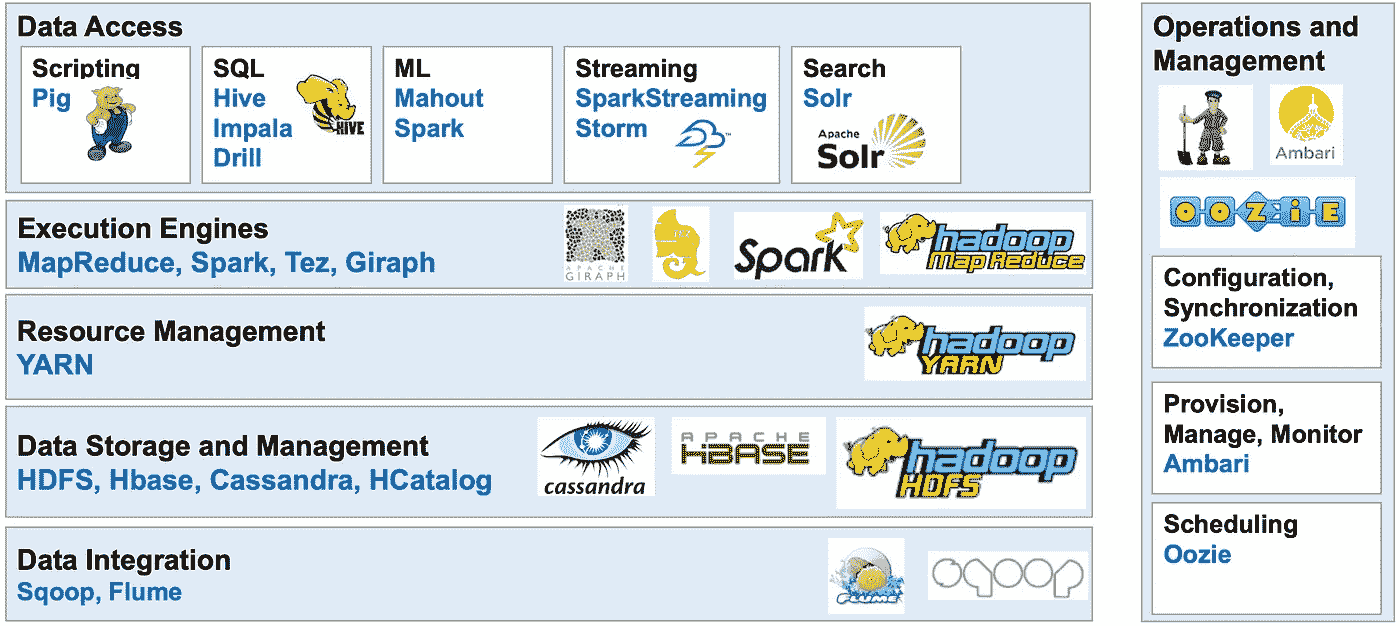 Data Access
Scripting
Pig
SQL
Hive
Impala
Drill
HIVE
ML
Mahout
Spark
Streaming
SparkStreaming
Storm
™
Search
Solr
Apache
Solr
Execution Engines
MapReduce, Spark, Tez, Giraph
APACHE
GIRAPH
TEZ
Spark
hadoop
Map Reduce
Resource Management
YARN
hadoop
YARN
Data Storage and Management
HDFS, Hbase, Cassandra, HCatalog
cassandra
APACHE
HBASE
hadoop
HDFS
Data Integration
Sqoop, Flume
FLUME
sqoop
Operations and
Management
Ambari
OOZiE
Configuration,
Synchronization
ZooKeeper
Provision,
Manage, Monitor
Ambari
Scheduling
Oozie